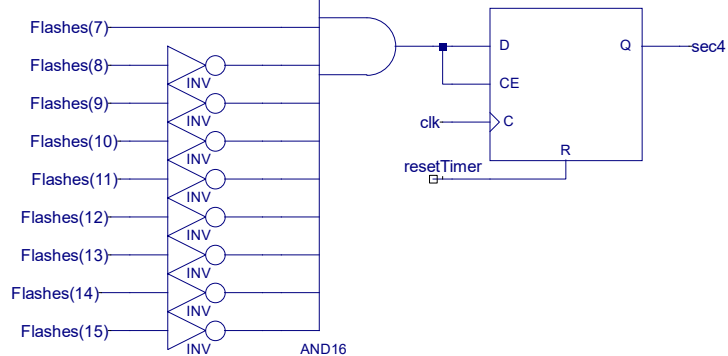 Flashes(7)
D
Q
sec4
Flashes(8)
INV
CE
Flashes(9)
INV
clk
C
Flashes(10)
INV
R
resetTimer
Flashes(11)
INV
Flashes(12)
INV
Flashes(13)
INV
Flashes(14)
INV
Flashes(15)
INV
AND16